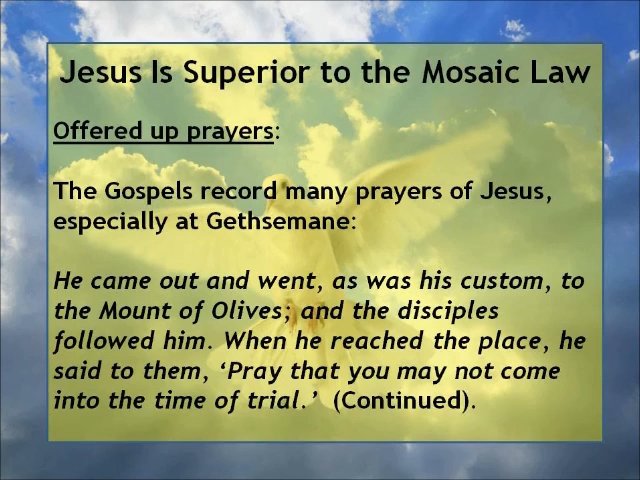 Jesus Is Superior to the Mosaic Law
Offered up prayers:
The Gospels record many prayers of Jesus,
especially at Gethsemane:
He came out and went, as was his custom, to
the Mount of Olives; and the disciples
followed him. When he reached the place, he
said to them, ‘Pray that you may not come
into the time of trial.’ (Continued).